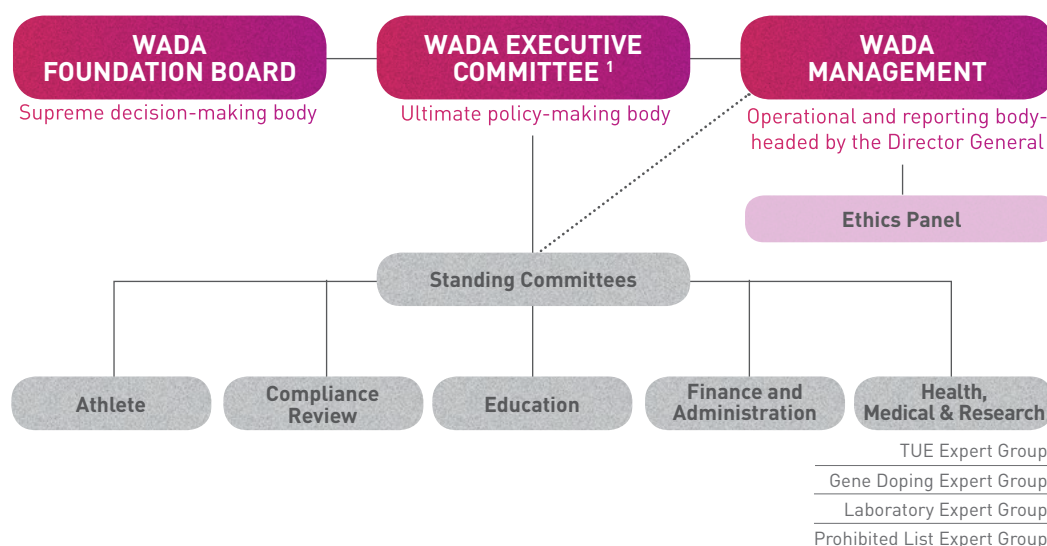 WADA
FOUNDATION BOARD
Supreme decision-making body
WADA EXECUTIVE
COMMITTEE 1
Ultimate policy-making body
WADA
MANAGEMENT
Operational and reporting body-
headed by the Director General
Ethics Panel
Standing Committees
Athlete
Compliance
Review
Education
Finance and
Administration
Health,
Medical & Research
TUE Expert Group
Gene Doping Expert Group
Laboratory Expert Group
Prohibited List Expert Group